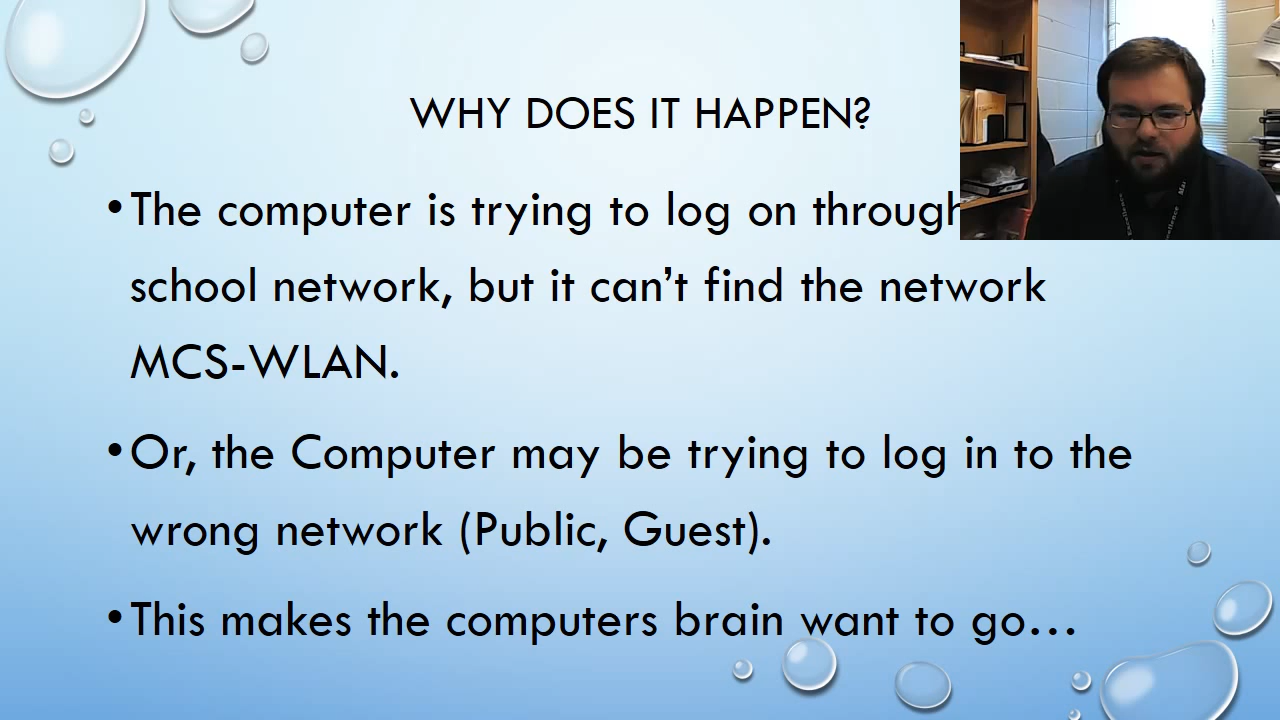 WHY DOES IT HAPPEN?
•The computer is trying to log on through
school network, but it can't find the network
MCS-WLAN.
•Or, the Computer may be trying to log in to the
wrong network (Public, Guest).
•This makes the computers brain want to go...